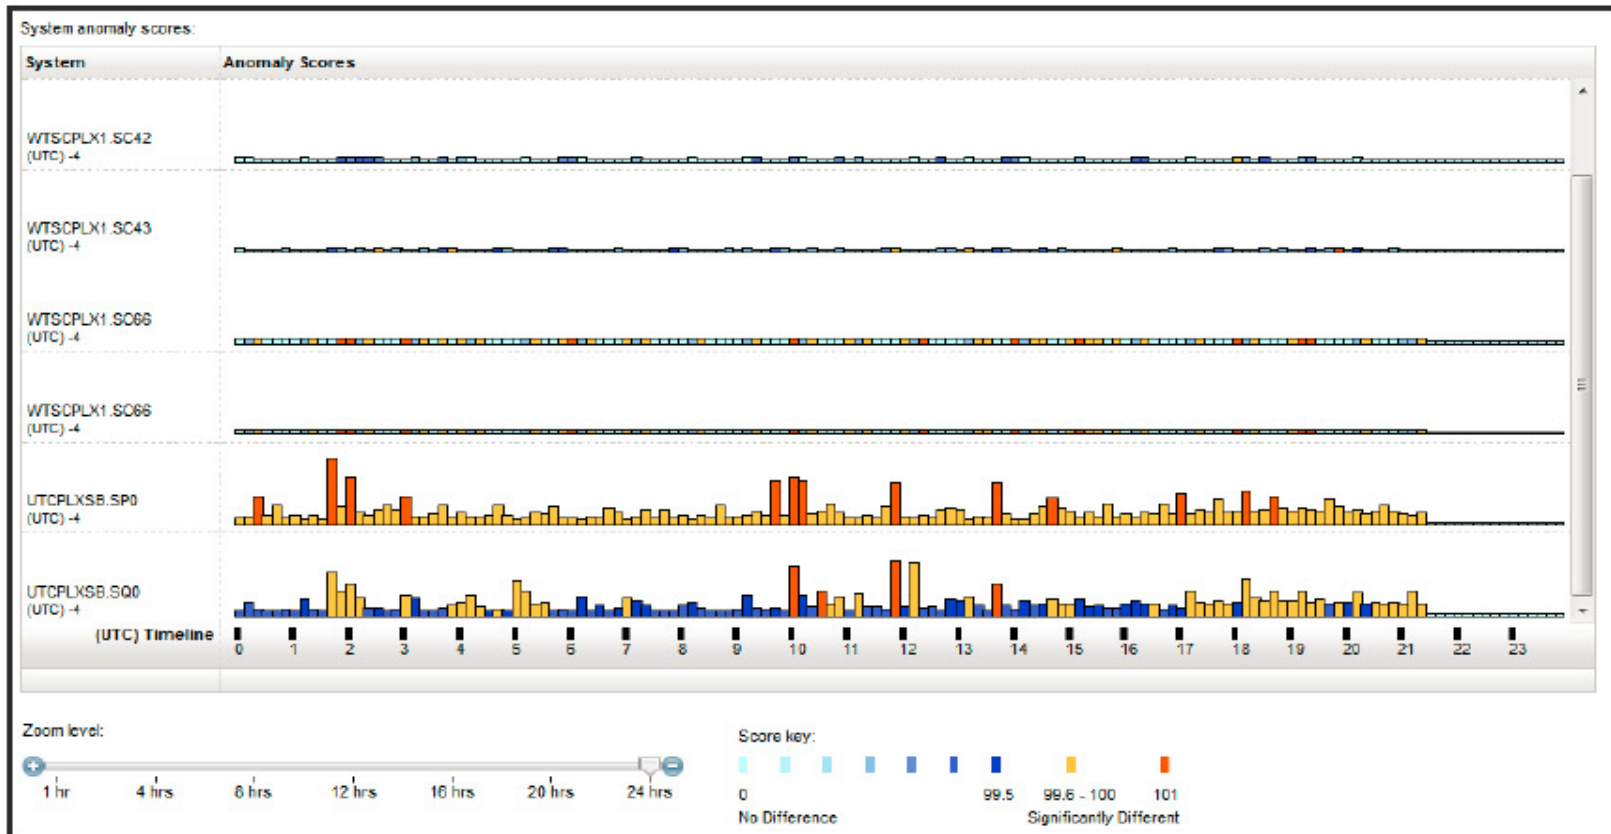 System anomaly scores:
System Anomaly Scores
WTSCPLX1.SC42
(UTC) -4
WTSCPLX1.SC43
(UTC) -4
WTSCPLX1.SC66
(UTC) -4
WTSCPLX1.SC66
(UTC) -4
UTCPLXSB.SP0
(UTC) -4
UTCPLXSB.SQ0
(UTC) -4
(UTC) Timeline 0 1 2 3 4 5 6 7 8 9 10 11 12 13 14 15 16 17 18 19 20 21 22 23
Zoom level:
1 hr 4 hrs 8 hrs 12 hrs 16 hrs 20 hrs 24 hrs
Score key:
0 99.5 99.6 - 100 101
No Difference Significantly Different